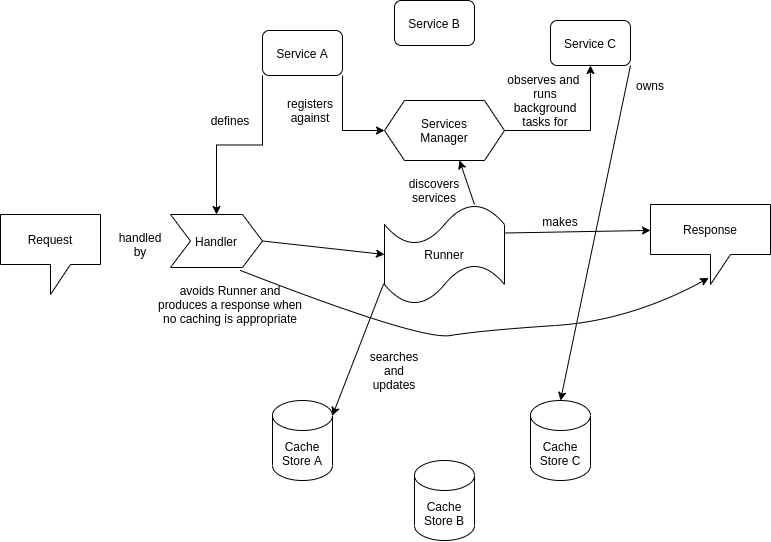 Service B
Service A
Service C
observes and
runs
background
tasks for
owns
registers
against
defines
Services
Manager
discovers
services
Request
handled
by
Handler
Runner
makes
Response
avoids Runner and
produces a response when
no caching is appropriate
searches
and
updates
Cache
Store A
Cache
Store C
Cache
Store B